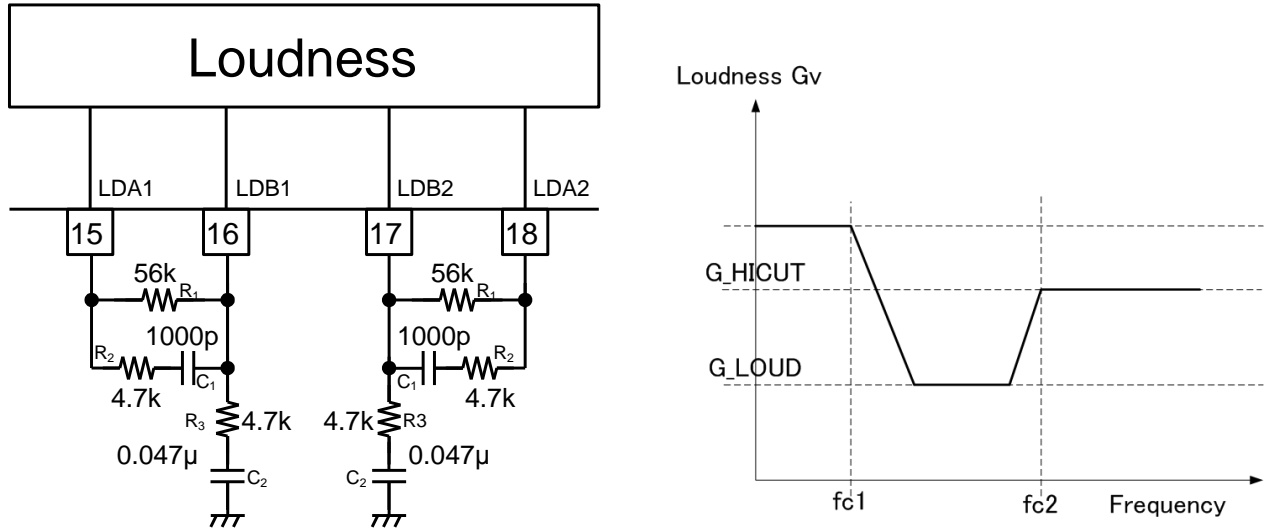 Loudness
LDA1
LDB1
LDB2
LDA2
15
16
17
18
56k
R1
56k
R1
1000p
1000p
R2
C1
C1
R2
4.7k
4.7k
R3
4.7k
4.7k
R3
0.047µ
0.047µ
C2
C2
Loudness Gv
G_HICUT
G_LOUD
fc1
fc2
Frequency